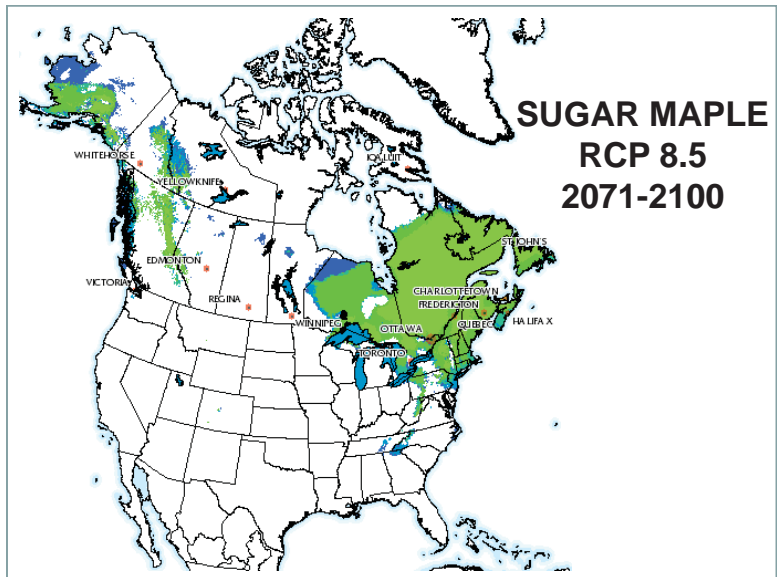 SUGAR MAPLE
RCP 8.5
2071-2100
WHITEHORSE
IQALUIT
YELLOWKNIFE
ST. JOHN'S
EDMONTON
VICTORIA
REGINA
WINNIPEG
CHARLOTTETOWN
FREDERICTON
OTTAWA
QUEBEC
HALIFAX
TORONTO